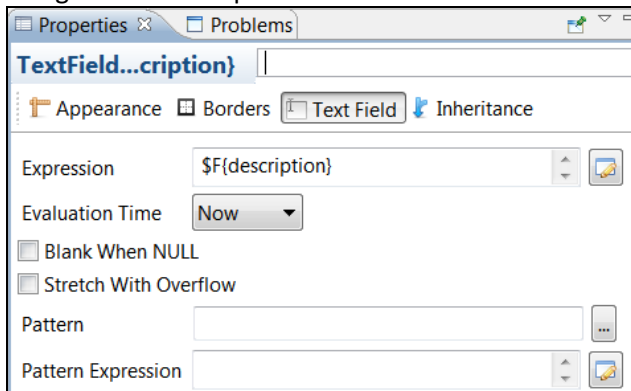 Properties Problems
TextField...cription}
Appearance Borders Text Field Inheritance
Expression $F{description}
Evaluation Time Now
Blank When NULL
Stretch With Overflow
Pattern ...
Pattern Expression